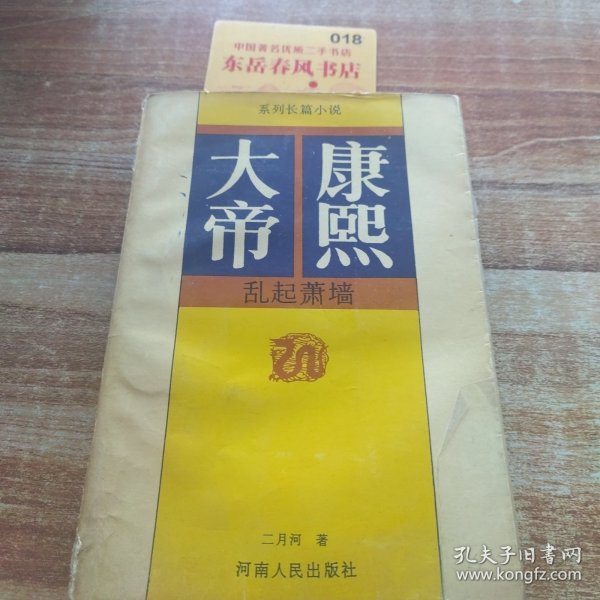 018
中国著名优质二手书店
东岳春风书店
系列长篇小说
康熙
大帝
乱起萧墙
二月河 著
河南人民出版社
孔夫子旧書网
www.kongfz.com